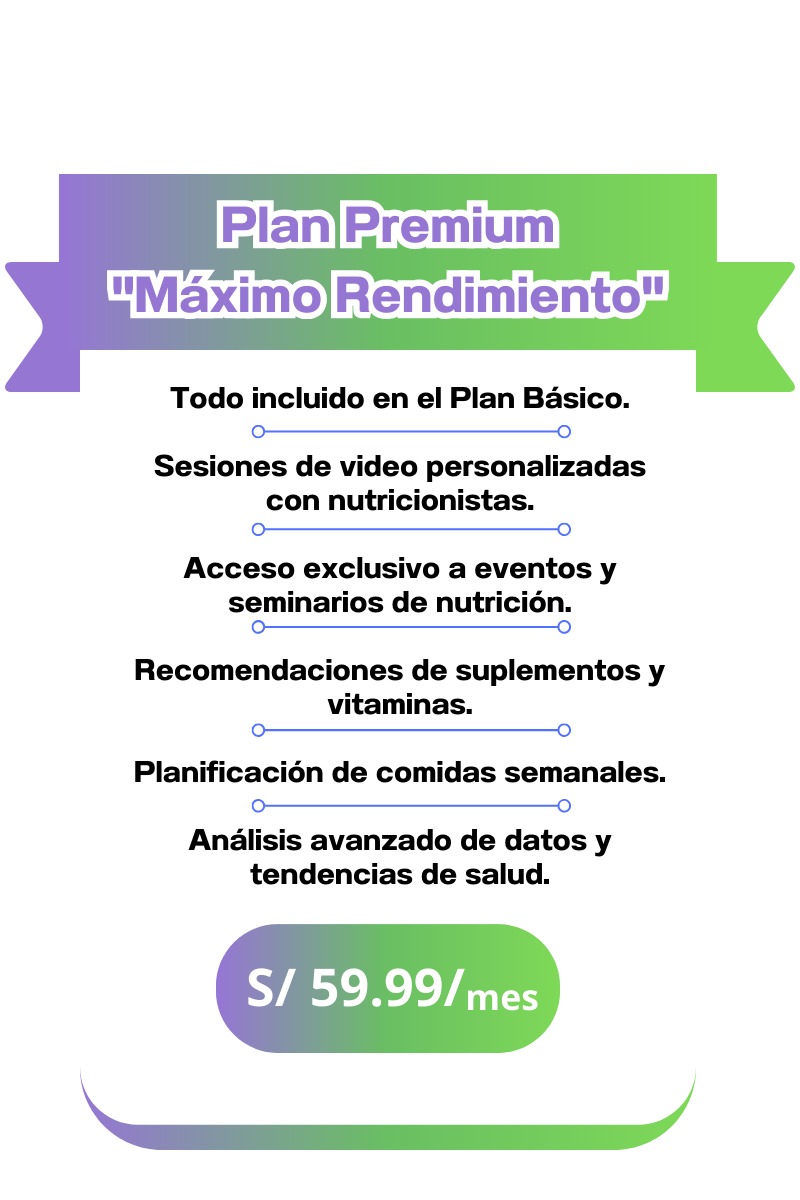 Plan Premium
"Máximo Rendimiento"
Todo incluido en el Plan Básico.
Sesiones de video personalizadas
con nutricionistas.
Acceso exclusivo a eventos y
seminarios de nutrición.
Recomendaciones de suplementos y
vitaminas.
Planificación de comidas semanales.
Análisis avanzado de datos y
tendencias de salud.
S/ 59.99/mes